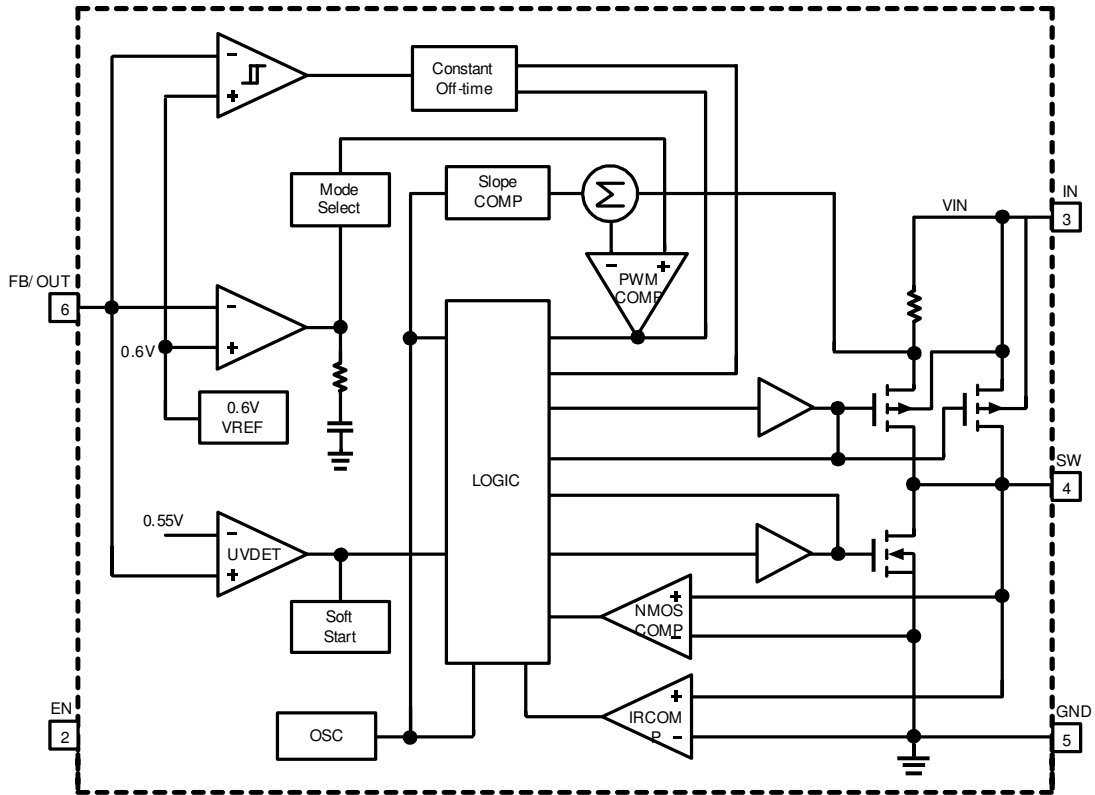 Constant
Off-time
Mode
Select
Slope
COMP
Σ
VIN
IN
3
- +
PWM
COMP
FB/OUT
6
-
+
-
+
0.6V
0.6V
VREF
LOGIC
SW
4
0.55V
-
UVDET
+
Soft
Start
+
NMOS
COMP
-
EN
2
OSC
+
IRCOM
P -
GND
5